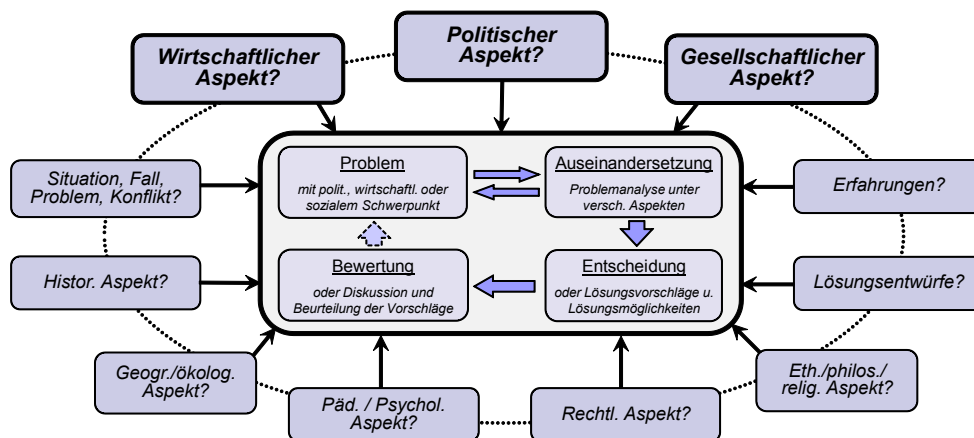 Wirtschaftlicher
Aspekt?
Politischer
Aspekt?
Gesellschaftlicher
Aspekt?
Situation, Fall,
Problem, Konflikt?
Problem
mit polit., wirtschaftl. oder
sozialem Schwerpunkt
Auseinandersetzung
Problemanalyse unter
versch. Aspekten
Erfahrungen?
Histor. Aspekt?
Bewertung
oder Diskussion und
Beurteilung der Vorschläge
Entscheidung
oder Lösungsvorschläge u.
Lösungsmöglichkeiten
Lösungsentwürfe?
Geogr./ökolog.
Aspekt?
Päd. / Psychol.
Aspekt?
Rechtl. Aspekt?
Eth./philos./
relig. Aspekt?